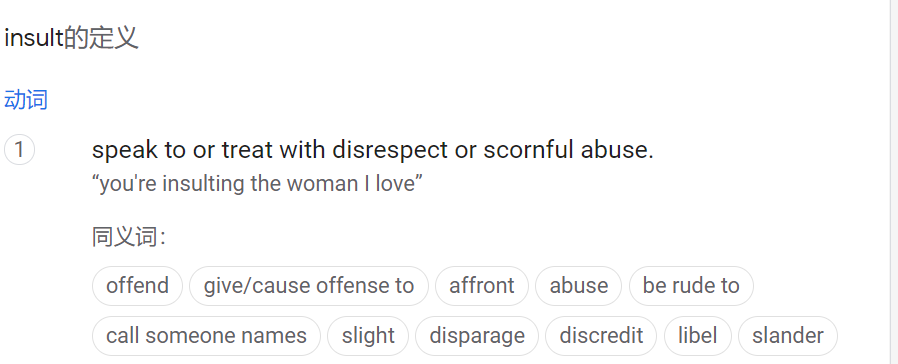 insult的定义
动词
1 speak to or treat with disrespect or scornful abuse.
“you're insulting the woman I love”
同义词：
offend give/cause offense to affront abuse be rude to
call someone names slight disparage discredit libel slander